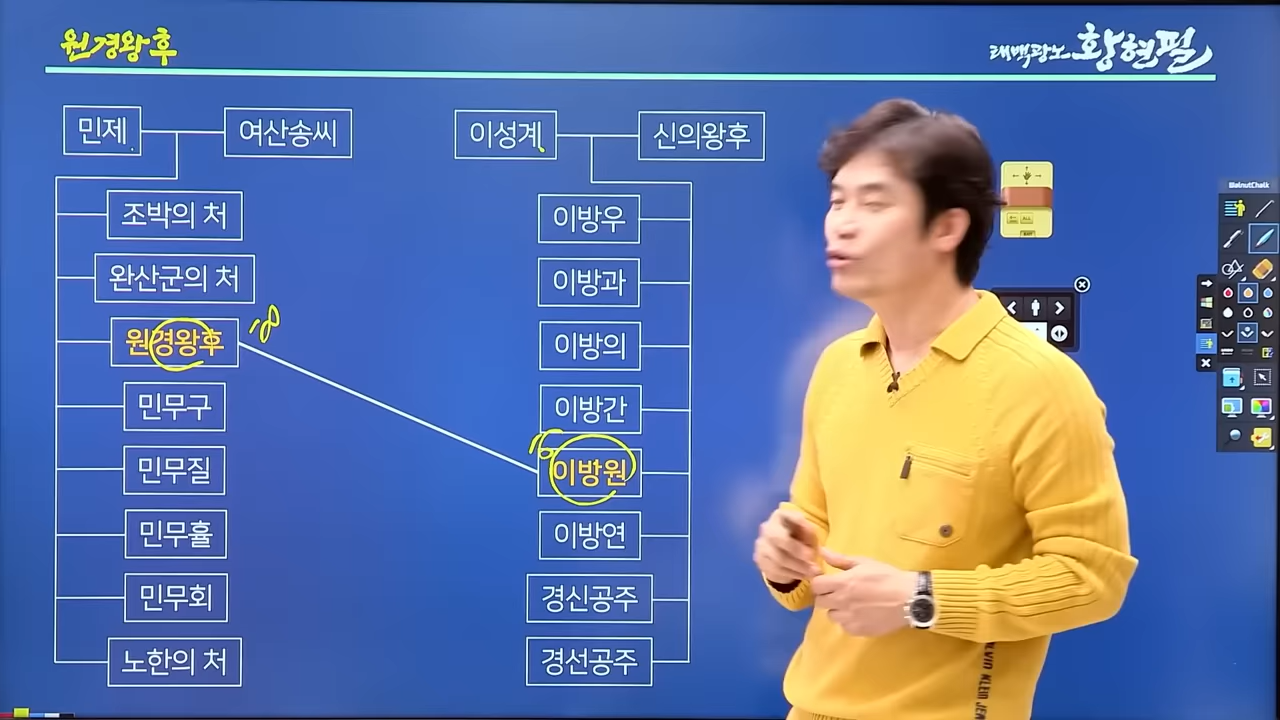 원경왕후
태백광노 황현필
민제
여산송씨
조박의 처
완산군의 처
원경왕후
18
민무구
민무질
민무휼
민무회
노한의 처
이성계
신의왕후
이방우
이방과
이방의
이방간
16
이방원
이방연
경신공주
경선공주
WalnutChalk